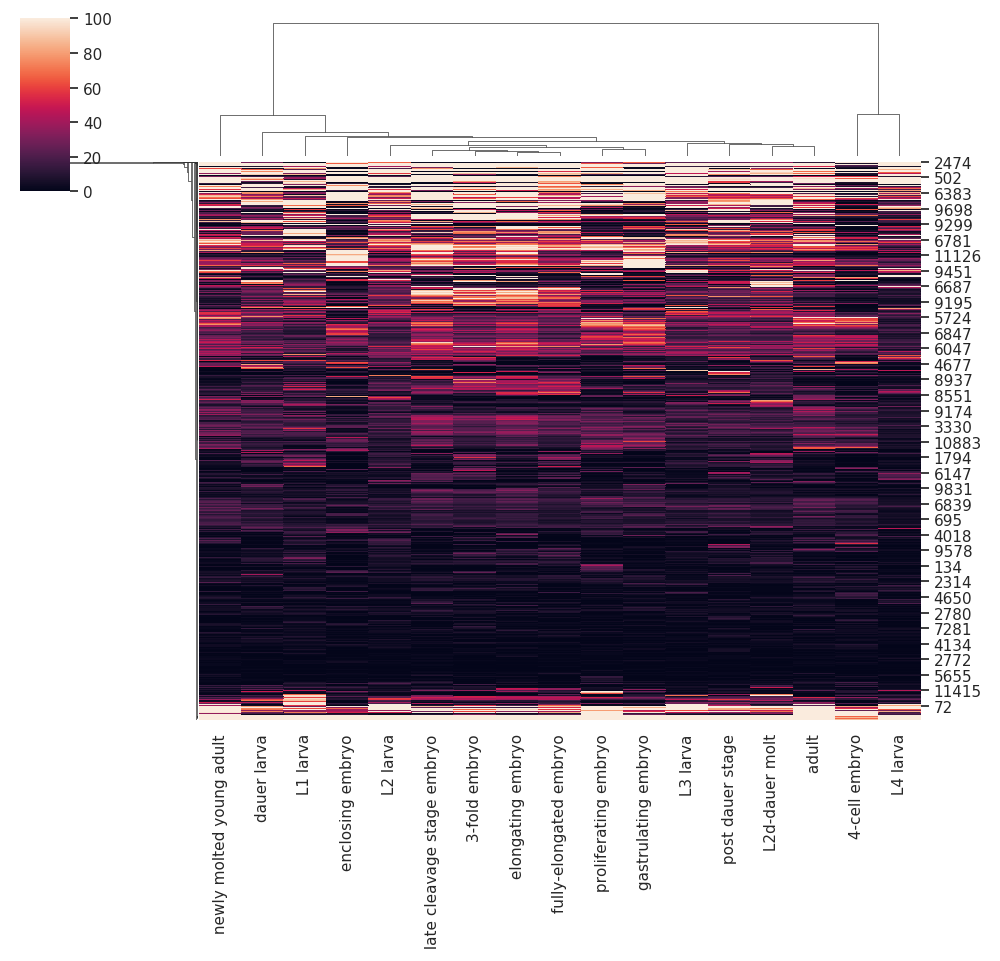 100
80
60
40
20
0
2474
502
6383
9698
9299
6781
11126
9451
6687
9195
5724
6847
6047
4677
8937
8551
9174
3330
10883
1794
6147
9831
6839
695
4018
9578
134
2314
4650
2780
7281
4134
2772
5655
11415
72
newly molted young adult
dauer larva
L1 larva
enclosing embryo
L2 larva
late cleavage stage embryo
3-fold embryo
elongating embryo
fully-elongated embryo
proliferating embryo
gastrulating embryo
L3 larva
post dauer stage
L2d-dauer molt
adult
4-cell embryo
L4 larva